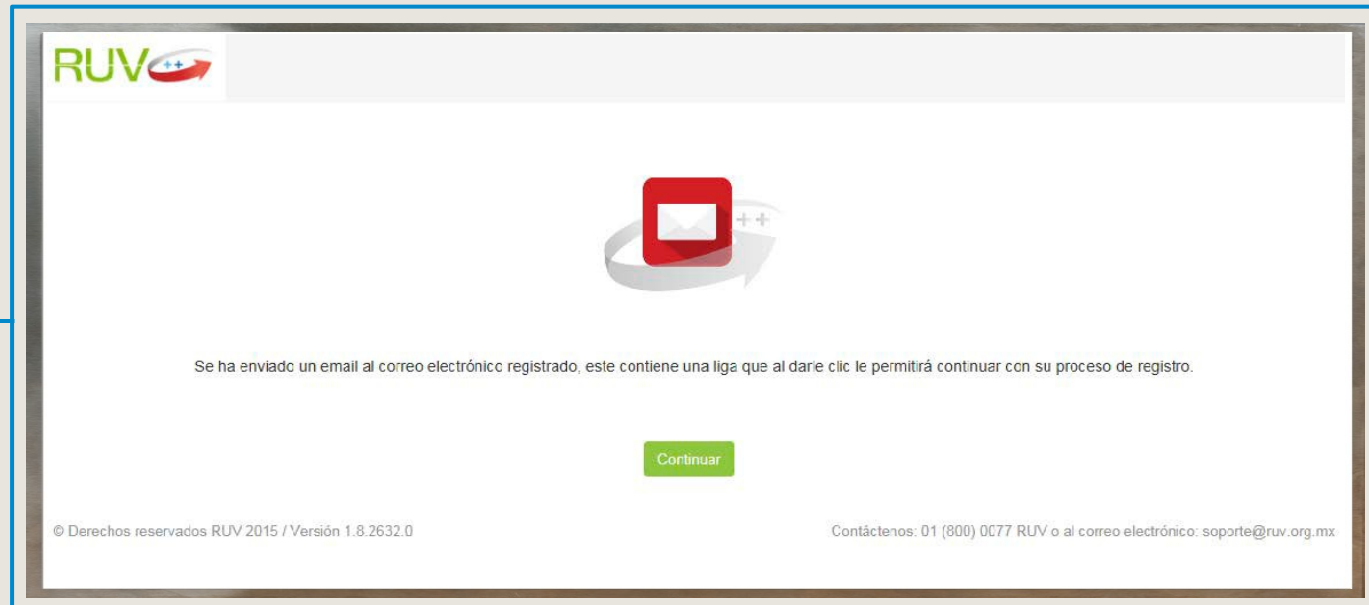 RUV++
++
Se ha enviado un email al correo electrónico registrado, este contiene una liga que al darle clic le permitirá continuar con su proceso de registro.
Continuar
© Derechos reservados RUV 2015 / Versión 1.8.2632.0
Contáctenos: 01 (800) 0077 RUV o al correo electrónico: soporte@ruv.org.mx